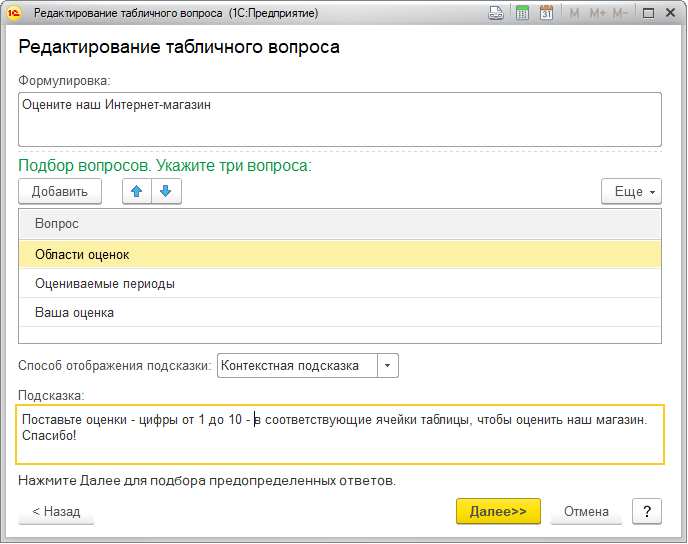 Редактирование табличного вопроса (1С:Предприятие)
31 M M+ M-
Редактирование табличного вопроса
Формулировка:
Оцените наш Интернет-магазин
Подбор вопросов. Укажите три вопроса:
Добавить Еще
Вопрос
Области оценок
Оцениваемые периоды
Ваша оценка
Способ отображения подсказки: Контекстная подсказка
Подсказка:
Поставьте оценки - цифры от 1 до 10 - в соответствующие ячейки таблицы, чтобы оценить наш магазин.
Спасибо!
Нажмите Далее для подбора предопределенных ответов.
< Назад Далее>> Отмена ?